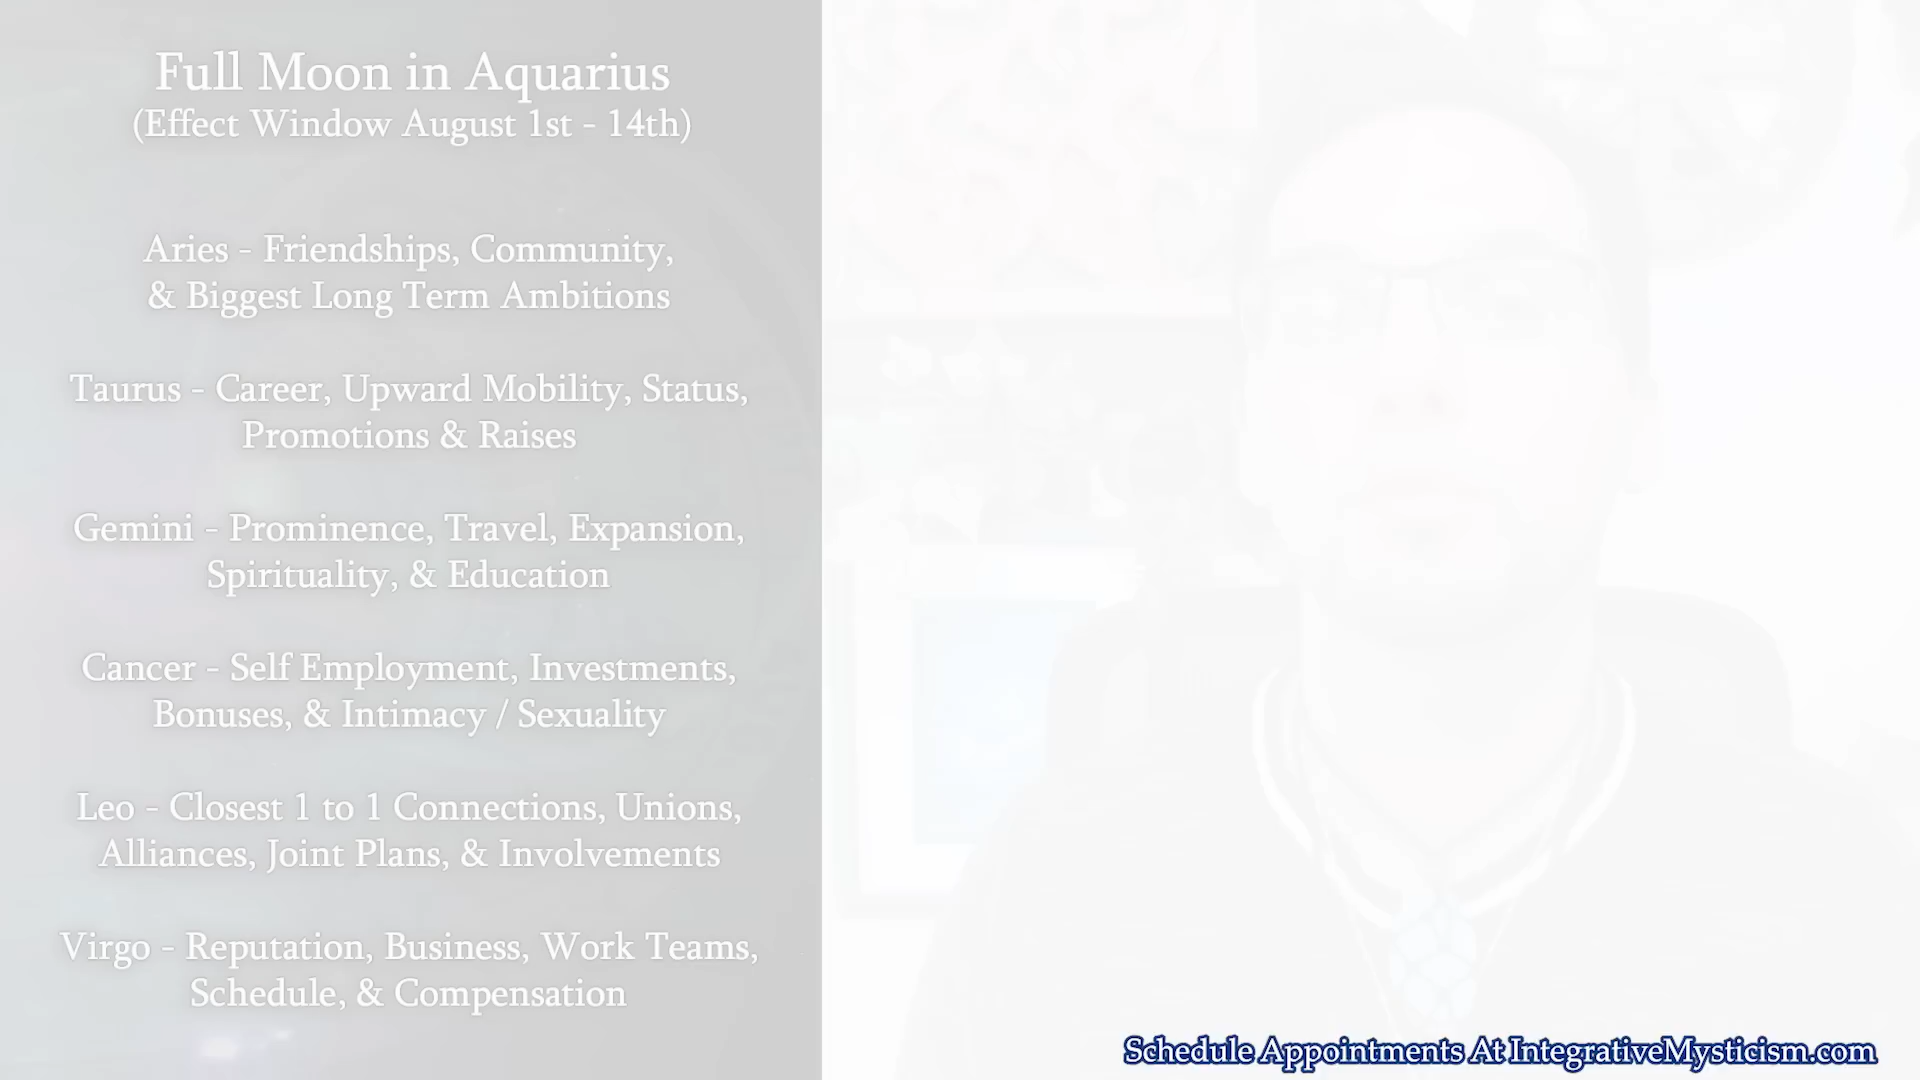 Full Moon in Aquarius
(Effect Window August 1st - 14th)
Aries - Friendships, Community,
& Biggest Long Term Ambitions
Taurus - Career, Upward Mobility, Status,
Promotions & Raises
Gemini - Prominence, Travel, Expansion,
Spirituality, & Education
Cancer - Self Employment, Investments,
Bonuses, & Intimacy / Sexuality
Leo - Closest 1 to 1 Connections, Unions,
Alliances, Joint Plans, & Involvements
Virgo - Reputation, Business, Work Teams,
Schedule, & Compensation
Schedule Appointments At IntegrativeMysticism.com